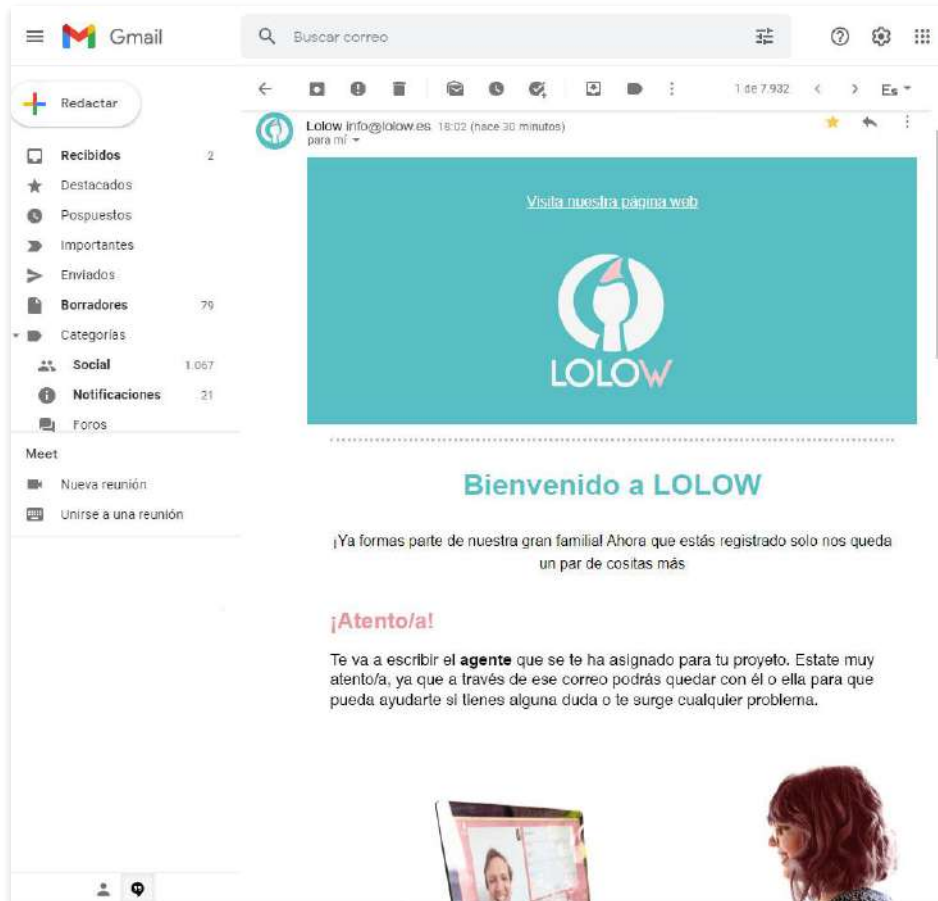 Gmail
Buscar correo
Redactar
1 de 7.932
Es
Recibidos 2
Destacados
Pospuestos
Importantes
Enviados
Borradores 79
Categorías
Social 1.067
Notificaciones 21
Foros
Meet
Nueva reunión
Unirse a una reunión
Lolow info@lolow.es 18:02 (hace 30 minutos)
para mí
Visita nuestra página web
LOLOW
Bienvenido a LOLOW
¡Ya formas parte de nuestra gran familia! Ahora que estás registrado solo nos queda
un par de cositas más
¡Atento/a!
Te va a escribir el agente que se te ha asignado para tu proyeto. Estate muy
atento/a, ya que a través de ese correo podrás quedar con él o ella para que
pueda ayudarte si tienes alguna duda o te surge cualquier problema.